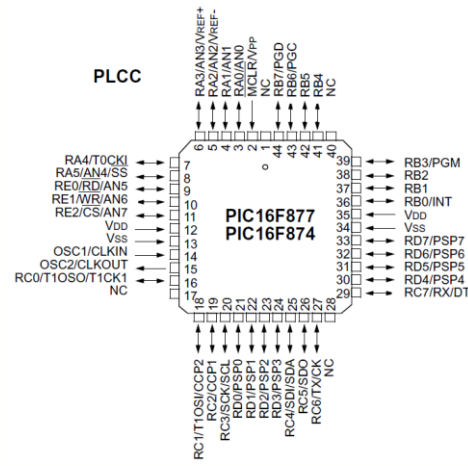 PLCC
RA3/AN3/VREF+
RA2/AN2/VREF-
RA1/AN1
RA0/AN0
MCLR/VPP
NC
RB7/PGD
RB6/PGC
RB5
RB4
NC
6 5 4 3 2 1 44 43 42 41 40
RA4/T0CKI 7
RA5/AN4/SS 8
RE0/RD/AN5 9
RE1/WR/AN6 10
RE2/CS/AN7 11
VDD 12
VSS 13
OSC1/CLKIN 14
OSC2/CLKOUT 15
RC0/T1OSO/T1CK1 16
NC 17
PIC16F877
PIC16F874
39 RB3/PGM
38 RB2
37 RB1
36 RB0/INT
35 VDD
34 VSS
33 RD7/PSP7
32 RD6/PSP6
31 RD5/PSP5
30 RD4/PSP4
29 RC7/RX/DT
18 19 20 21 22 23 24 25 26 27 28
RC1/T1OSI/CCP2
RC2/CCP1
RC3/SCK/SCL
RD0/PSP0
RD1/PSP1
RD2/PSP2
RD3/PSP3
RC4/SDI/SDA
RC5/SDO
RC6/TX/CK
NC